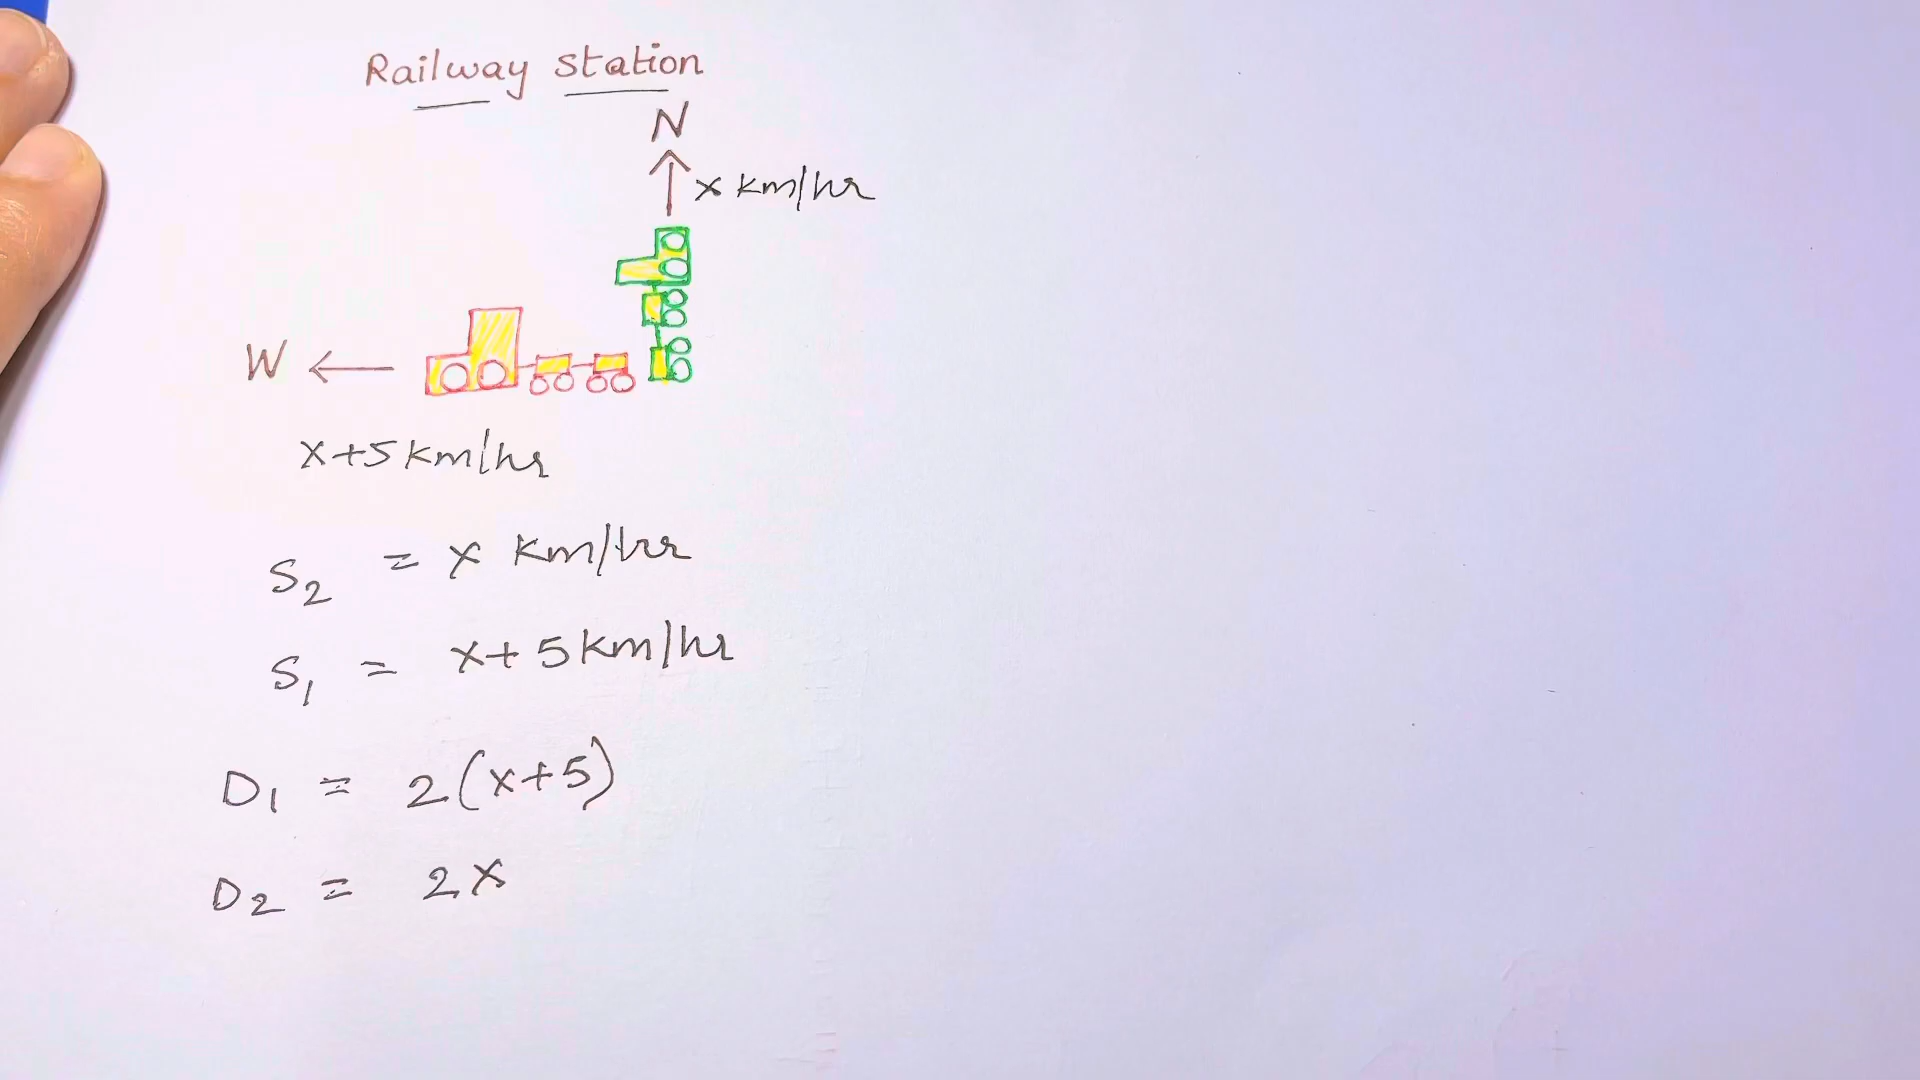 Railway station
N
x km/hr
W
x+5 km/hr
S2 = x km/hr
S1 = x+5 km/hr
D1 = 2(x+5)
D2 = 2x